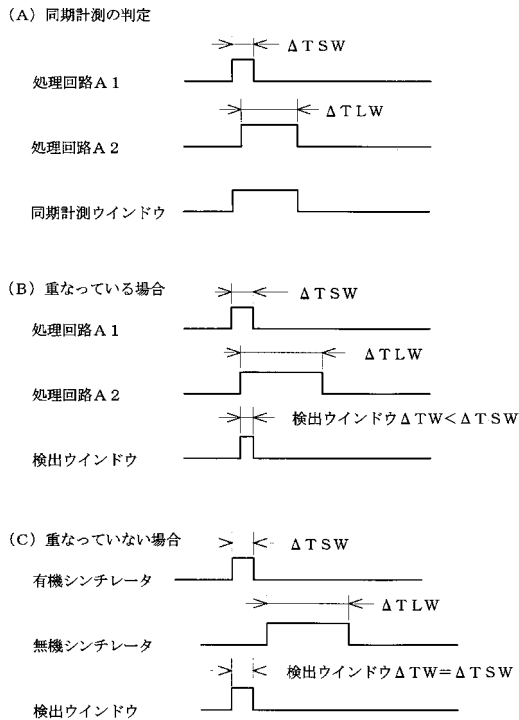 (A)同期計測の判定
ΔTSW
処理回路A1
ΔTLW
処理回路A2
同期計測ウインドウ
(B)重なっている場合
ΔTSW
処理回路A1
ΔTLW
処理回路A2
検出ウインドウΔTW<ΔTSW
検出ウインドウ
(C)重なっていない場合
ΔTSW
有機シンチレータ
ΔTLW
無機シンチレータ
検出ウインドウΔTW=ΔTSW
検出ウインドウ